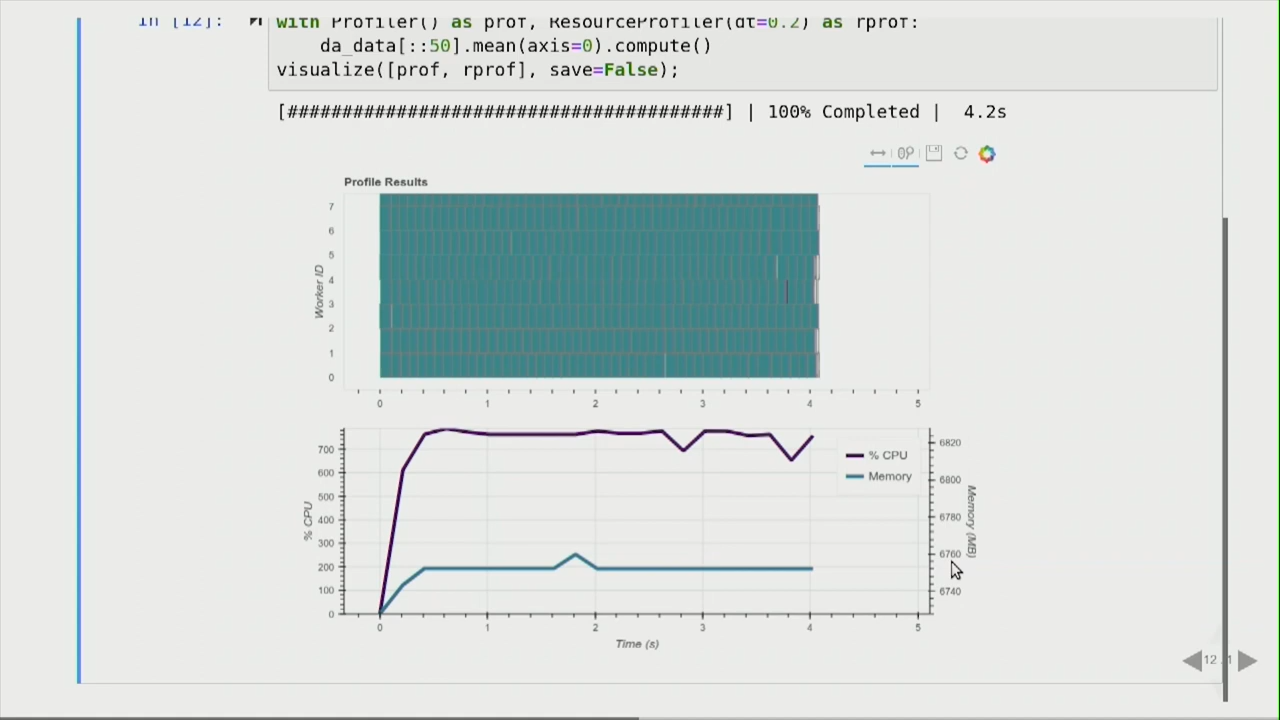 In [12]:
with Profiler() as prof, ResourceProfiler(dt=0.2) as rprof:
da_data[::50].mean(axis=0).compute()
visualize([prof, rprof], save=False);
[########################################] | 100% Completed | 4.2s
Profile Results
7
6
5
4
3
2
1
0
Worker ID
0 1 2 3 4 5
700
600
500
400
300
200
100
0
% CPU
% CPU
Memory
6820
6800
6780
6760
6740
Memory (MB)
0 1 2 3 4 5
Time (s)
12
1